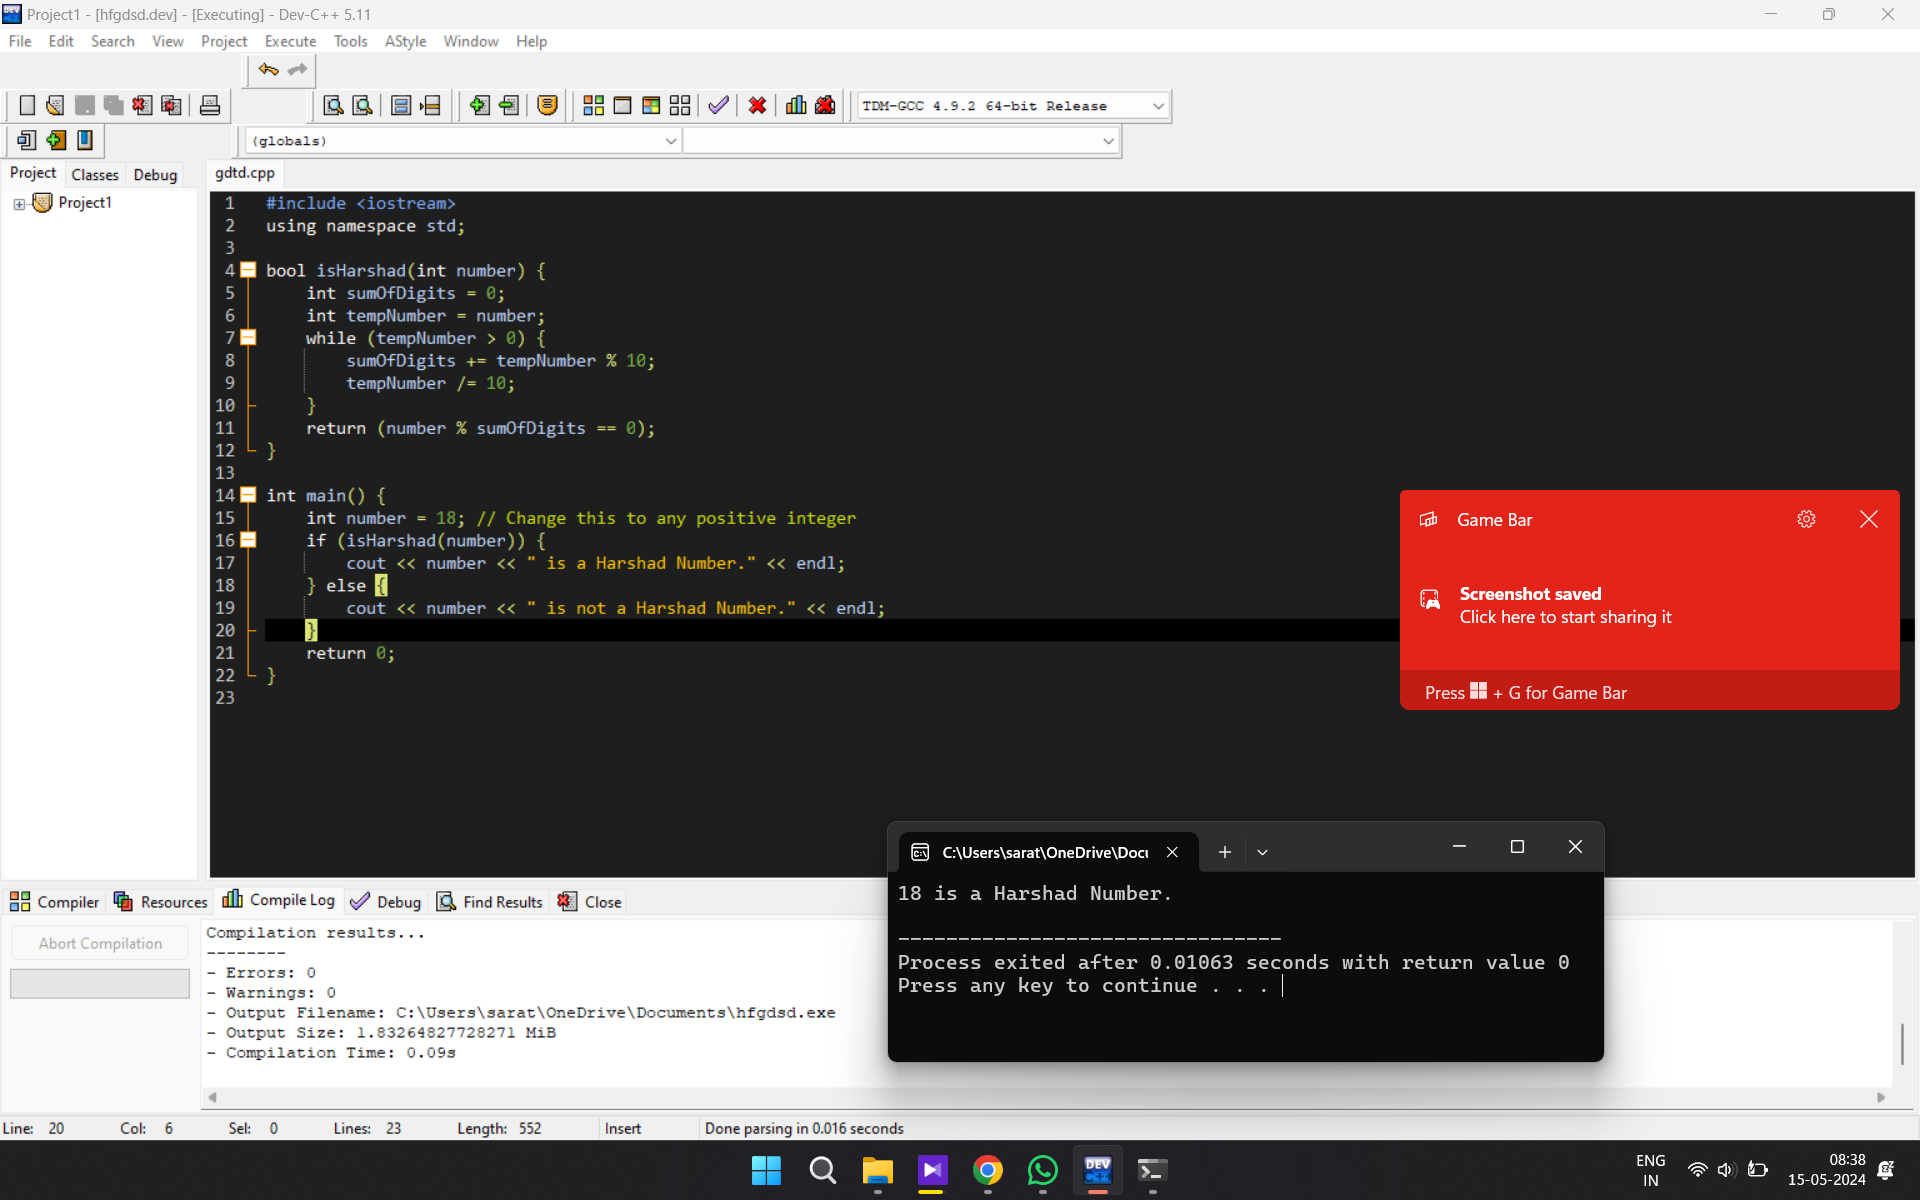 Project1 - [hfgdsd.dev] - [Executing] - Dev-C++ 5.11
File Edit Search View Project Execute Tools AStyle Window Help
TDM-GCC 4.9.2 64-bit Release
(globals)
Project Classes Debug
gdtd.cpp
Project1
1 #include <iostream>
2 using namespace std;
3
4 bool isHarshad(int number) {
5 int sumOfDigits = 0;
6 int tempNumber = number;
7 while (tempNumber > 0) {
8 sumOfDigits += tempNumber % 10;
9 tempNumber /= 10;
10 }
11 return (number % sumOfDigits == 0);
12 }
13
14 int main() {
15 int number = 18; // Change this to any positive integer
16 if (isHarshad(number)) {
17 cout << number << " is a Harshad Number." << endl;
18 } else {
19 cout << number << " is not a Harshad Number." << endl;
20 }
21 return 0;
22 }
23
Game Bar
Screenshot saved
Click here to start sharing it
Press + G for Game Bar
C:\Users\sarat\OneDrive\Docu
18 is a Harshad Number.
--------------------------------
Process exited after 0.01063 seconds with return value 0
Press any key to continue . . .
Compiler Resources Compile Log Debug Find Results Close
Abort Compilation
Compilation results...
--------
- Errors: 0
- Warnings: 0
- Output Filename: C:\Users\sarat\OneDrive\Documents\hfgdsd.exe
- Output Size: 1.83264827728271 MiB
- Compilation Time: 0.09s
Line: 20 Col: 6 Sel: 0 Lines: 23 Length: 552 Insert Done parsing in 0.016 seconds
DEV
C++
ENG
IN
08:38
15-05-2024